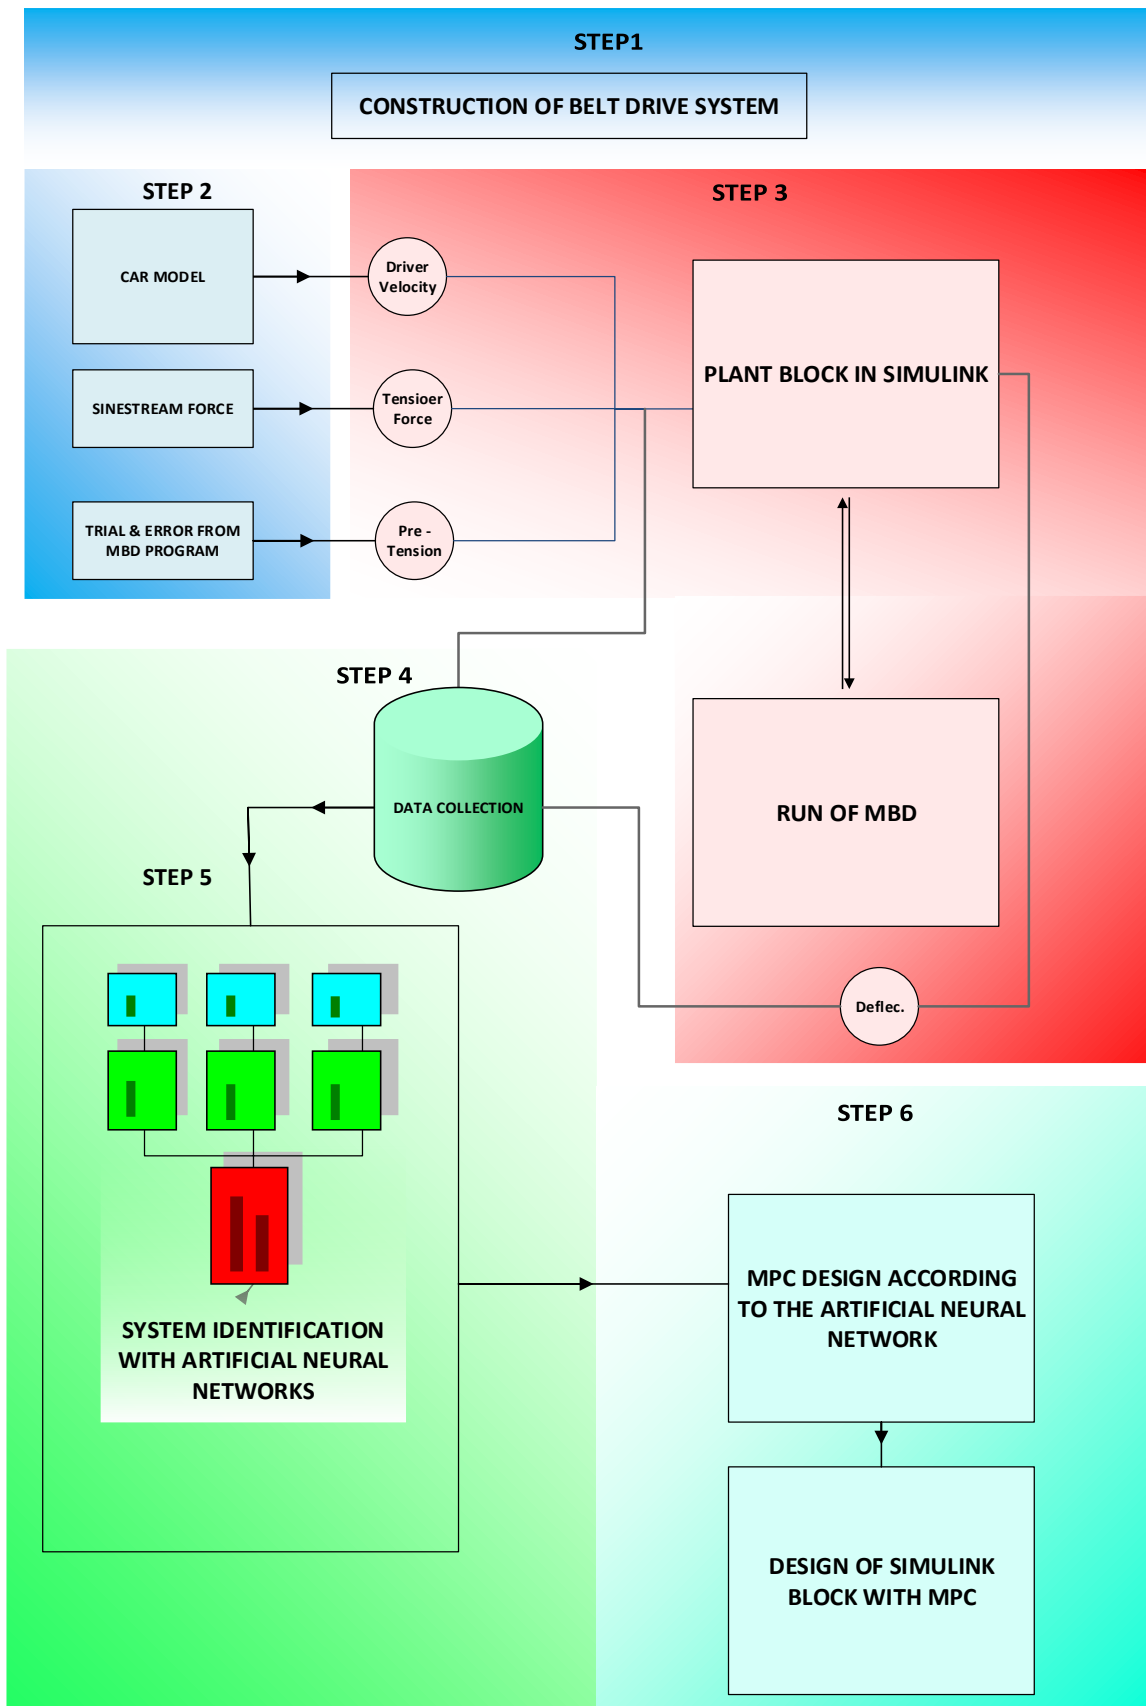 STEP1
CONSTRUCTION OF BELT DRIVE SYSTEM
STEP 2
STEP 3
CAR MODEL
Driver
Velocity
PLANT BLOCK IN SIMULINK
SINESTREAM FORCE
Tensioer
Force
TRIAL & ERROR FROM
MBD PROGRAM
Pre -
Tension
STEP 4
DATA COLLECTION
RUN OF MBD
STEP 5
Deflec.
SYSTEM IDENTIFICATION
WITH ARTIFICIAL NEURAL
NETWORKS
STEP 6
MPC DESIGN ACCORDING
TO THE ARTIFICIAL NEURAL
NETWORK
DESIGN OF SIMULINK
BLOCK WITH MPC